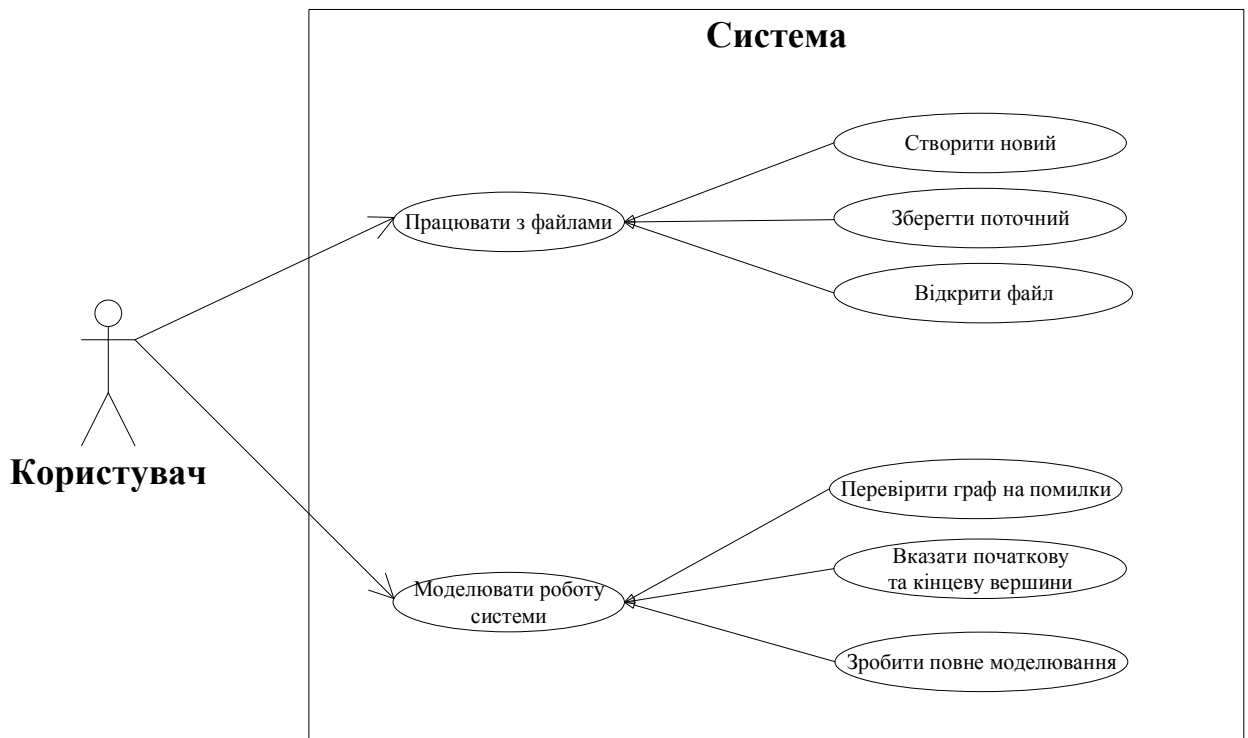 Система
Створити новий
Працювати з файлами
Зберегти поточний
Відкрити файл
Користувач
Перевірити граф на помилки
Вказати початкову
та кінцеву вершини
Моделювати роботу
системи
Зробити повне моделювання